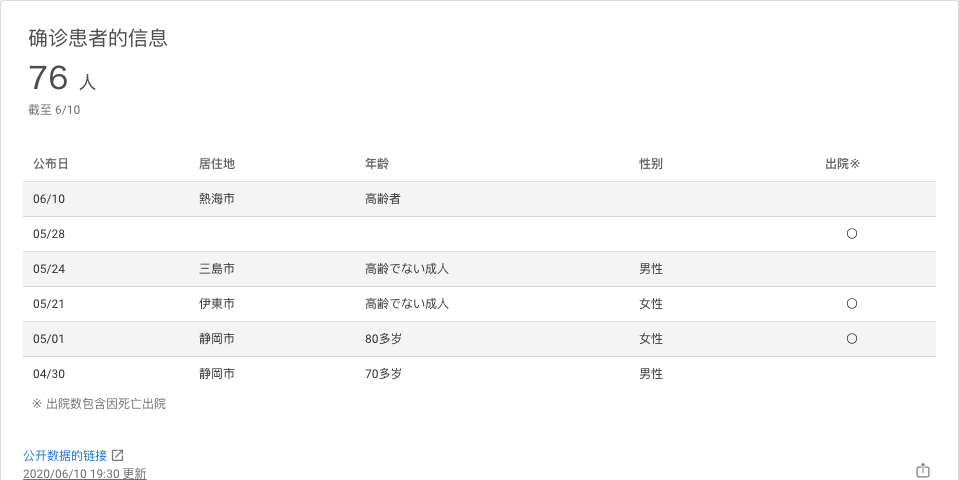 确诊患者的信息
76 人
截至 6/10
公布日 居住地 年龄 性别 出院※
06/10 熱海市 高齢者
05/28 〇
05/24 三島市 高齢でない成人 男性
05/21 伊東市 高齢でない成人 女性 〇
05/01 静岡市 80多岁 女性 〇
04/30 静岡市 70多岁 男性
※ 出院数包含因死亡出院
公开数据的链接
2020/06/10 19:30 更新